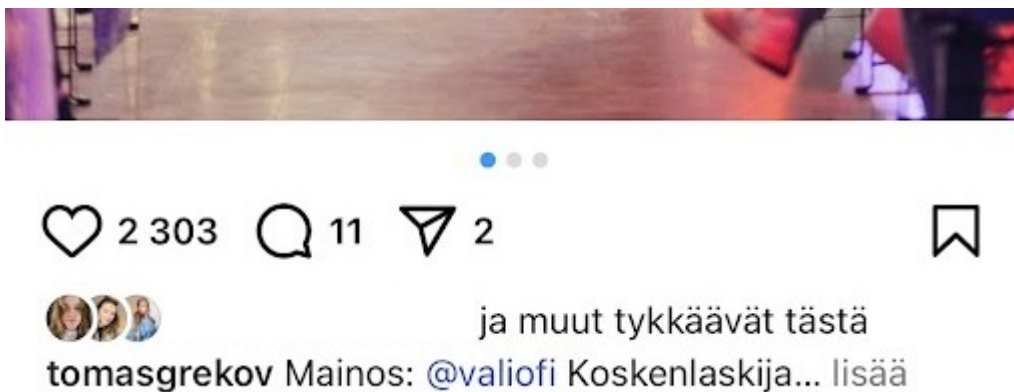 2 303 11 2
ja muut tykkäävät tästä
tomasgrekov Mainos: @valiofi Koskenlaskija... lisää